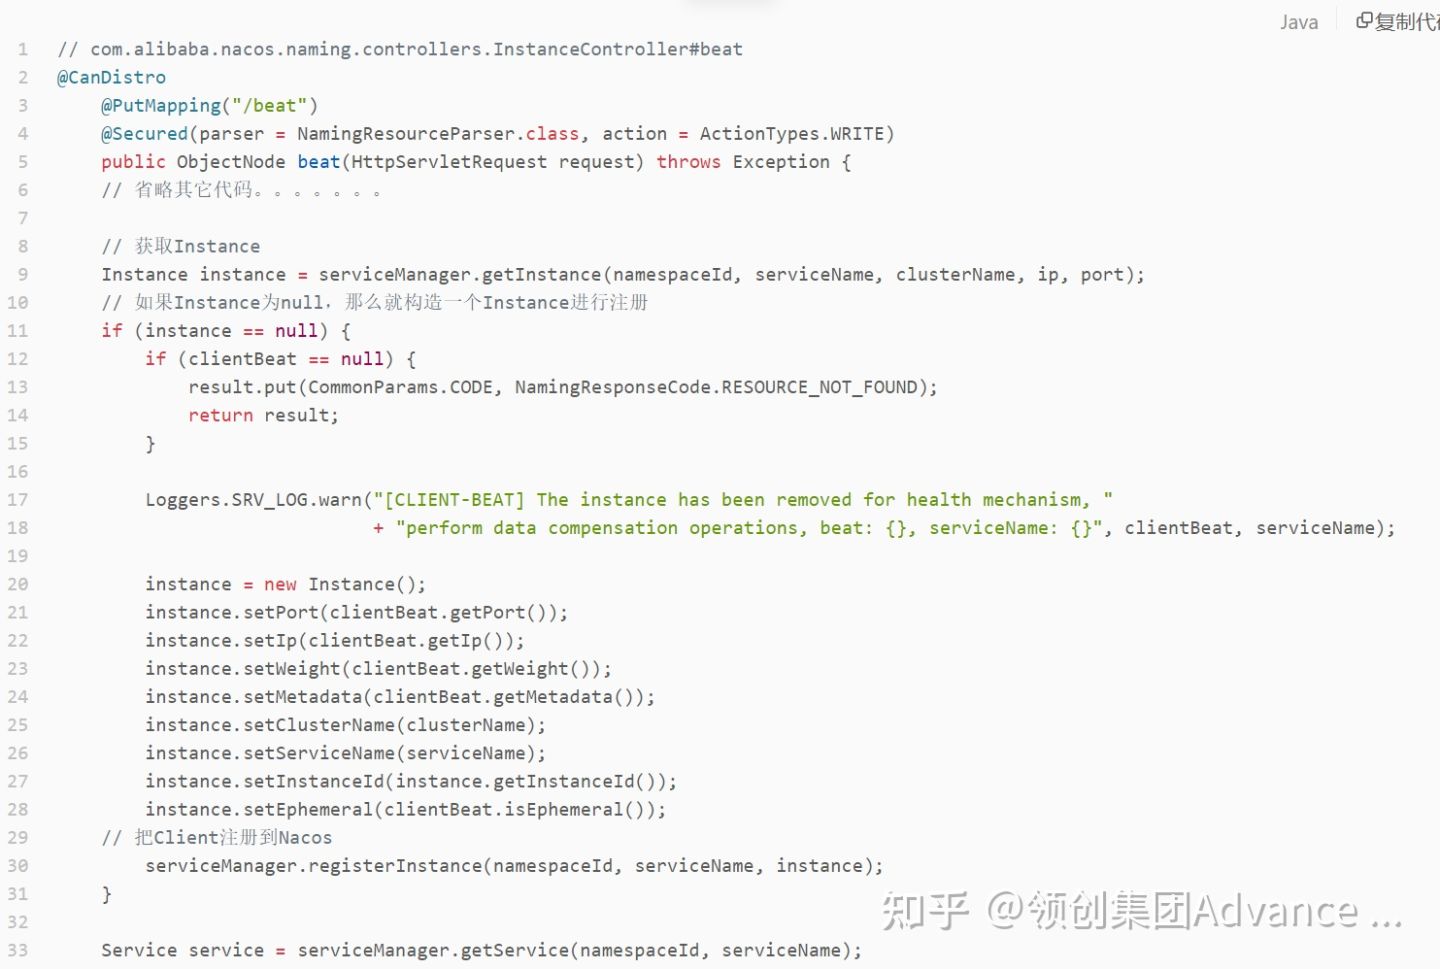 Java 复制代
1 // com.alibaba.nacos.naming.controllers.InstanceController#beat
2 @CanDistro
3 @PutMapping("/beat")
4 @Secured(parser = NamingResourceParser.class, action = ActionTypes.WRITE)
5 public ObjectNode beat(HttpServletRequest request) throws Exception {
6 // 省略其它代码。。。。。。。
7
8 // 获取Instance
9 Instance instance = serviceManager.getInstance(namespaceId, serviceName, clusterName, ip, port);
10 // 如果Instance为null，那么就构造一个Instance进行注册
11 if (instance == null) {
12 if (clientBeat == null) {
13 result.put(CommonParams.CODE, NamingResponseCode.RESOURCE_NOT_FOUND);
14 return result;
15 }
16
17 Loggers.SRV_LOG.warn("[CLIENT-BEAT] The instance has been removed for health mechanism, "
18 + "perform data compensation operations, beat: {}, serviceName: {}", clientBeat, serviceName);
19
20 instance = new Instance();
21 instance.setPort(clientBeat.getPort());
22 instance.setIp(clientBeat.getIp());
23 instance.setWeight(clientBeat.getWeight());
24 instance.setMetadata(clientBeat.getMetadata());
25 instance.setClusterName(clusterName);
26 instance.setServiceName(serviceName);
27 instance.setInstanceId(instance.getInstanceId());
28 instance.setEphemeral(clientBeat.isEphemeral());
29 // 把Client注册到Nacos
30 serviceManager.registerInstance(namespaceId, serviceName, instance);
31 }
32
33 Service service = serviceManager.getService(namespaceId, serviceName);
知乎 @领创集团Advance ...